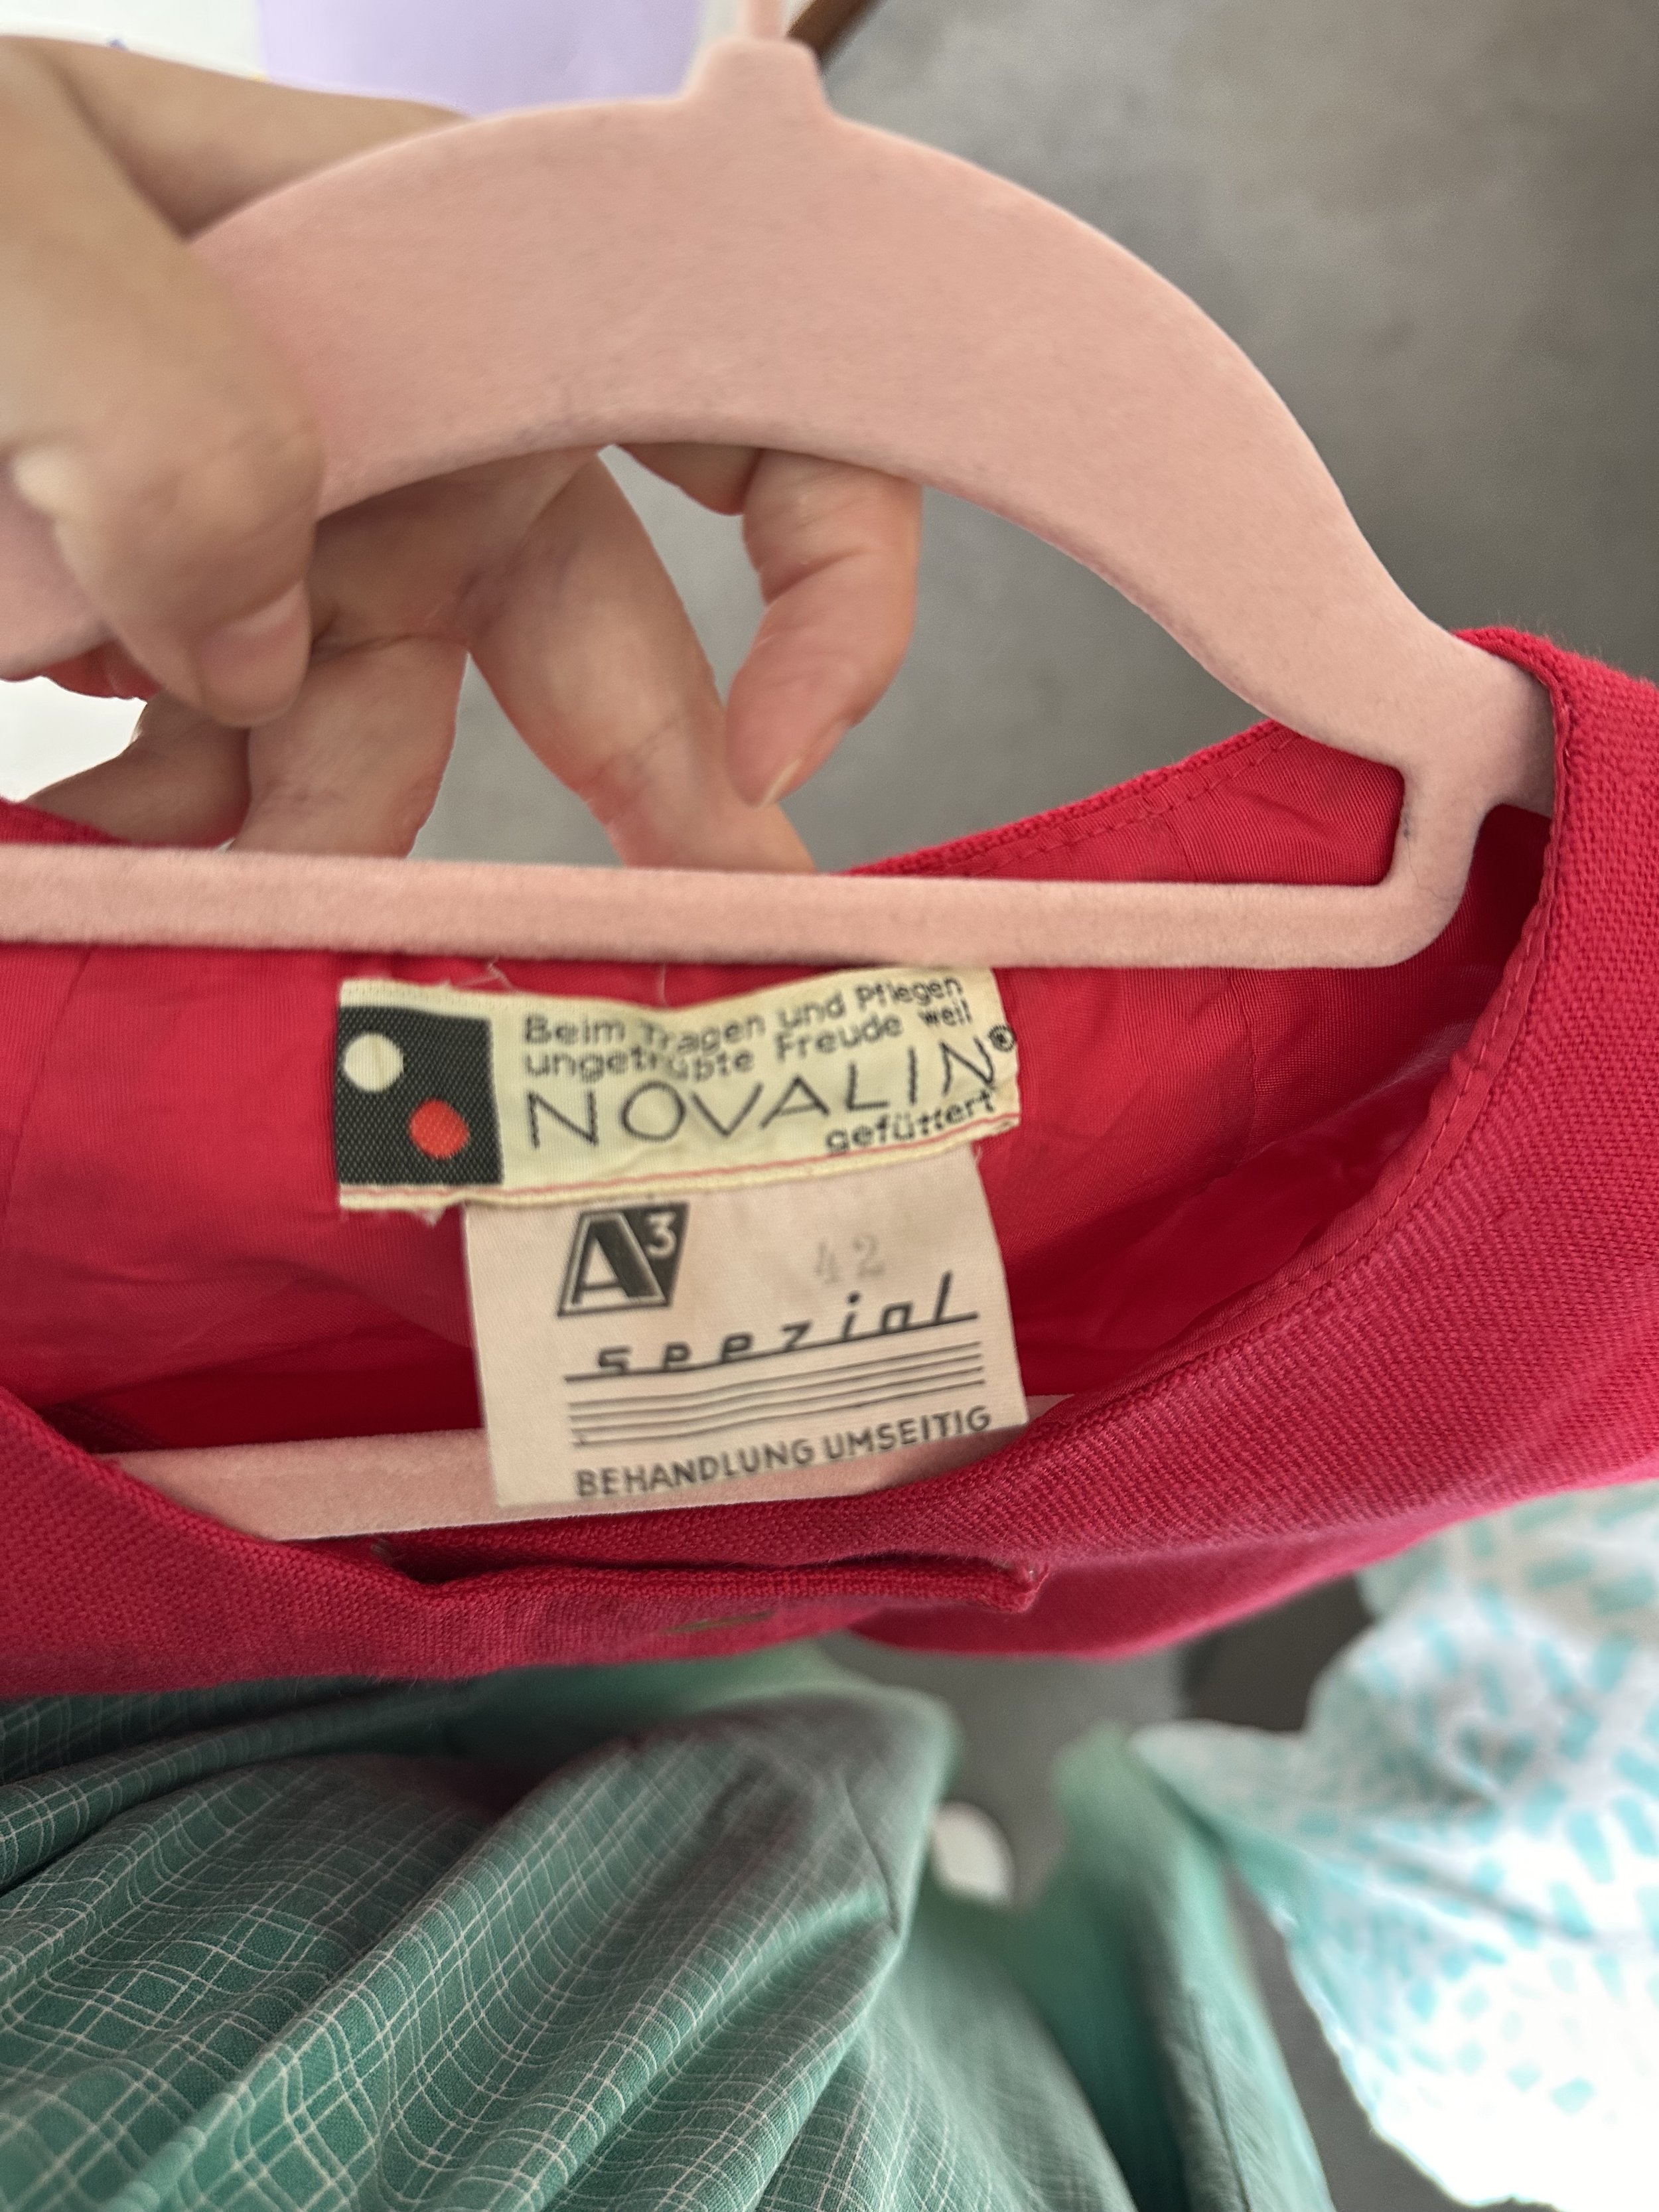 Beim Tragen und Pflegen
ungetrübte Freude weil
NOVALIN®
gefüttert
A³
42
spezial
BEHANDLUNG UMSEITIG